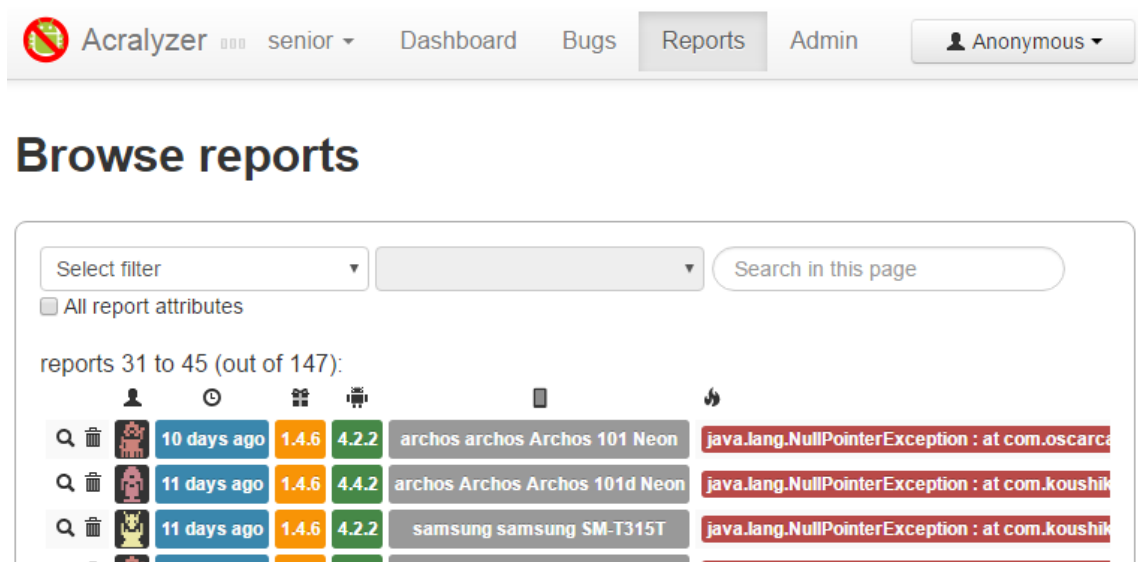 Acralyzer senior Dashboard Bugs Reports Admin Anonymous
Browse reports
Select filter Search in this page
All report attributes
reports 31 to 45 (out of 147):
10 days ago 1.4.6 4.2.2 archos archos Archos 101 Neon java.lang.NullPointerException : at com.oscarca
11 days ago 1.4.6 4.4.2 archos Archos Archos 101d Neon java.lang.NullPointerException : at com.koushik
11 days ago 1.4.6 4.2.2 samsung samsung SM-T315T java.lang.NullPointerException : at com.koushik